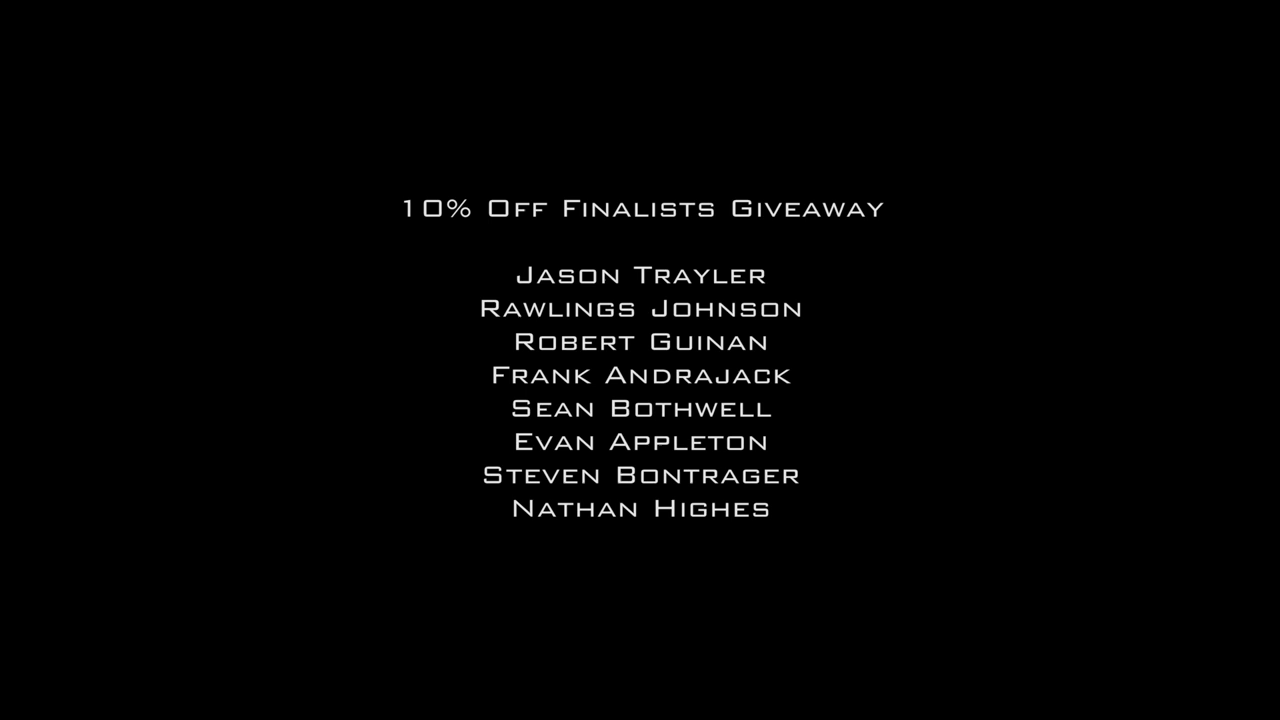 10% Off Finalists Giveaway
Jason Trayler
Rawlings Johnson
Robert Guinan
Frank Andrajack
Sean Bothwell
Evan Appleton
Steven Bontrager
Nathan Highes